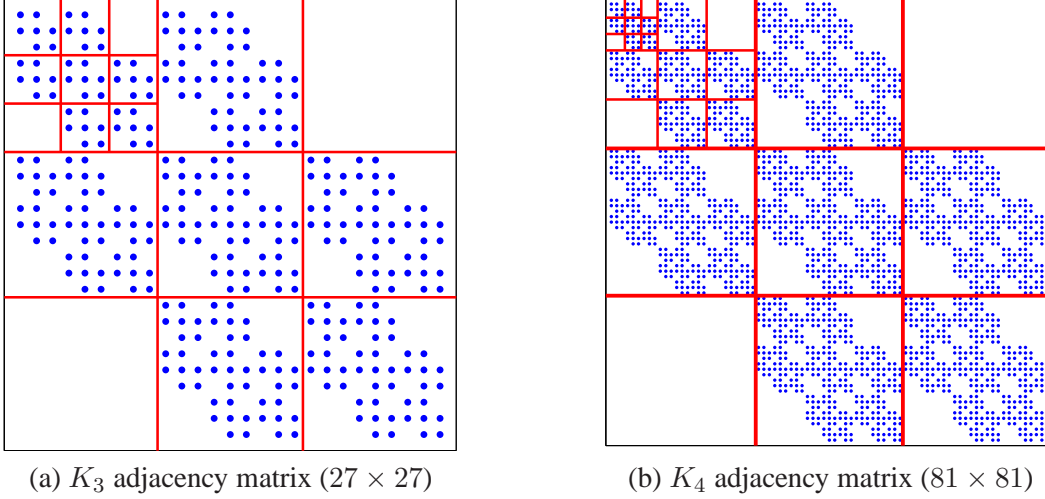 (a) K₃ adjacency matrix (27 × 27)
(b) K₄ adjacency matrix (81 × 81)